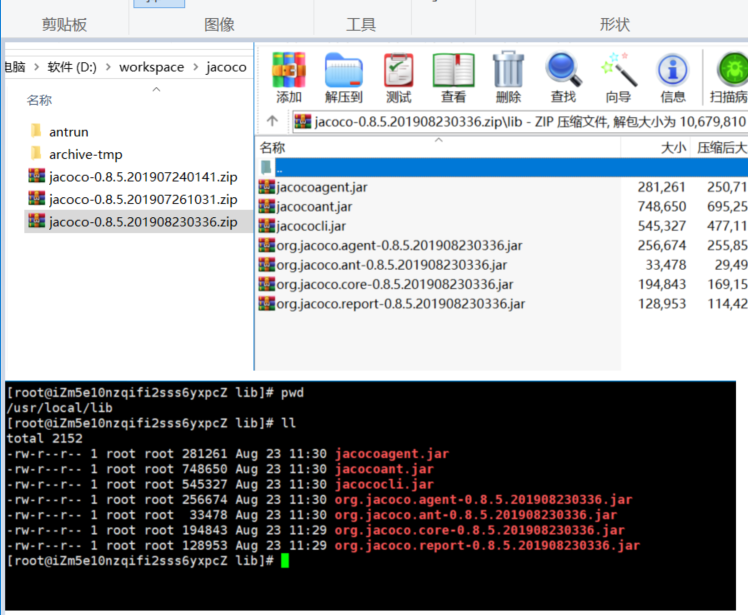 剪贴板
图像
工具
形状
电脑 > 软件 (D:) > workspace > jacoco
名称
antrun
archive-tmp
jacoco-0.8.5.201907240141.zip
jacoco-0.8.5.201907261031.zip
jacoco-0.8.5.201908230336.zip
添加 解压到 测试 查看 删除 查找 向导 信息 扫描病
jacoco-0.8.5.201908230336.zip\lib - ZIP 压缩文件, 解包大小为 10,679,810
名称 大小 压缩后大
..
jacocoagent.jar 281,261 250,71
jacocoant.jar 748,650 695,25
jacococli.jar 545,327 477,11
org.jacoco.agent-0.8.5.201908230336.jar 256,674 255,85
org.jacoco.ant-0.8.5.201908230336.jar 33,478 29,49
org.jacoco.core-0.8.5.201908230336.jar 194,843 169,15
org.jacoco.report-0.8.5.201908230336.jar 128,953 114,42
[root@iZm5e10nzqifi2sss6yxpcZ lib]# pwd
/usr/local/lib
[root@iZm5e10nzqifi2sss6yxpcZ lib]# ll
total 2152
-rw-r--r-- 1 root root 281261 Aug 23 11:30 jacocoagent.jar
-rw-r--r-- 1 root root 748650 Aug 23 11:30 jacocoant.jar
-rw-r--r-- 1 root root 545327 Aug 23 11:30 jacococli.jar
-rw-r--r-- 1 root root 256674 Aug 23 11:30 org.jacoco.agent-0.8.5.201908230336.jar
-rw-r--r-- 1 root root 33478 Aug 23 11:30 org.jacoco.ant-0.8.5.201908230336.jar
-rw-r--r-- 1 root root 194843 Aug 23 11:29 org.jacoco.core-0.8.5.201908230336.jar
-rw-r--r-- 1 root root 128953 Aug 23 11:29 org.jacoco.report-0.8.5.201908230336.jar
[root@iZm5e10nzqifi2sss6yxpcZ lib]#